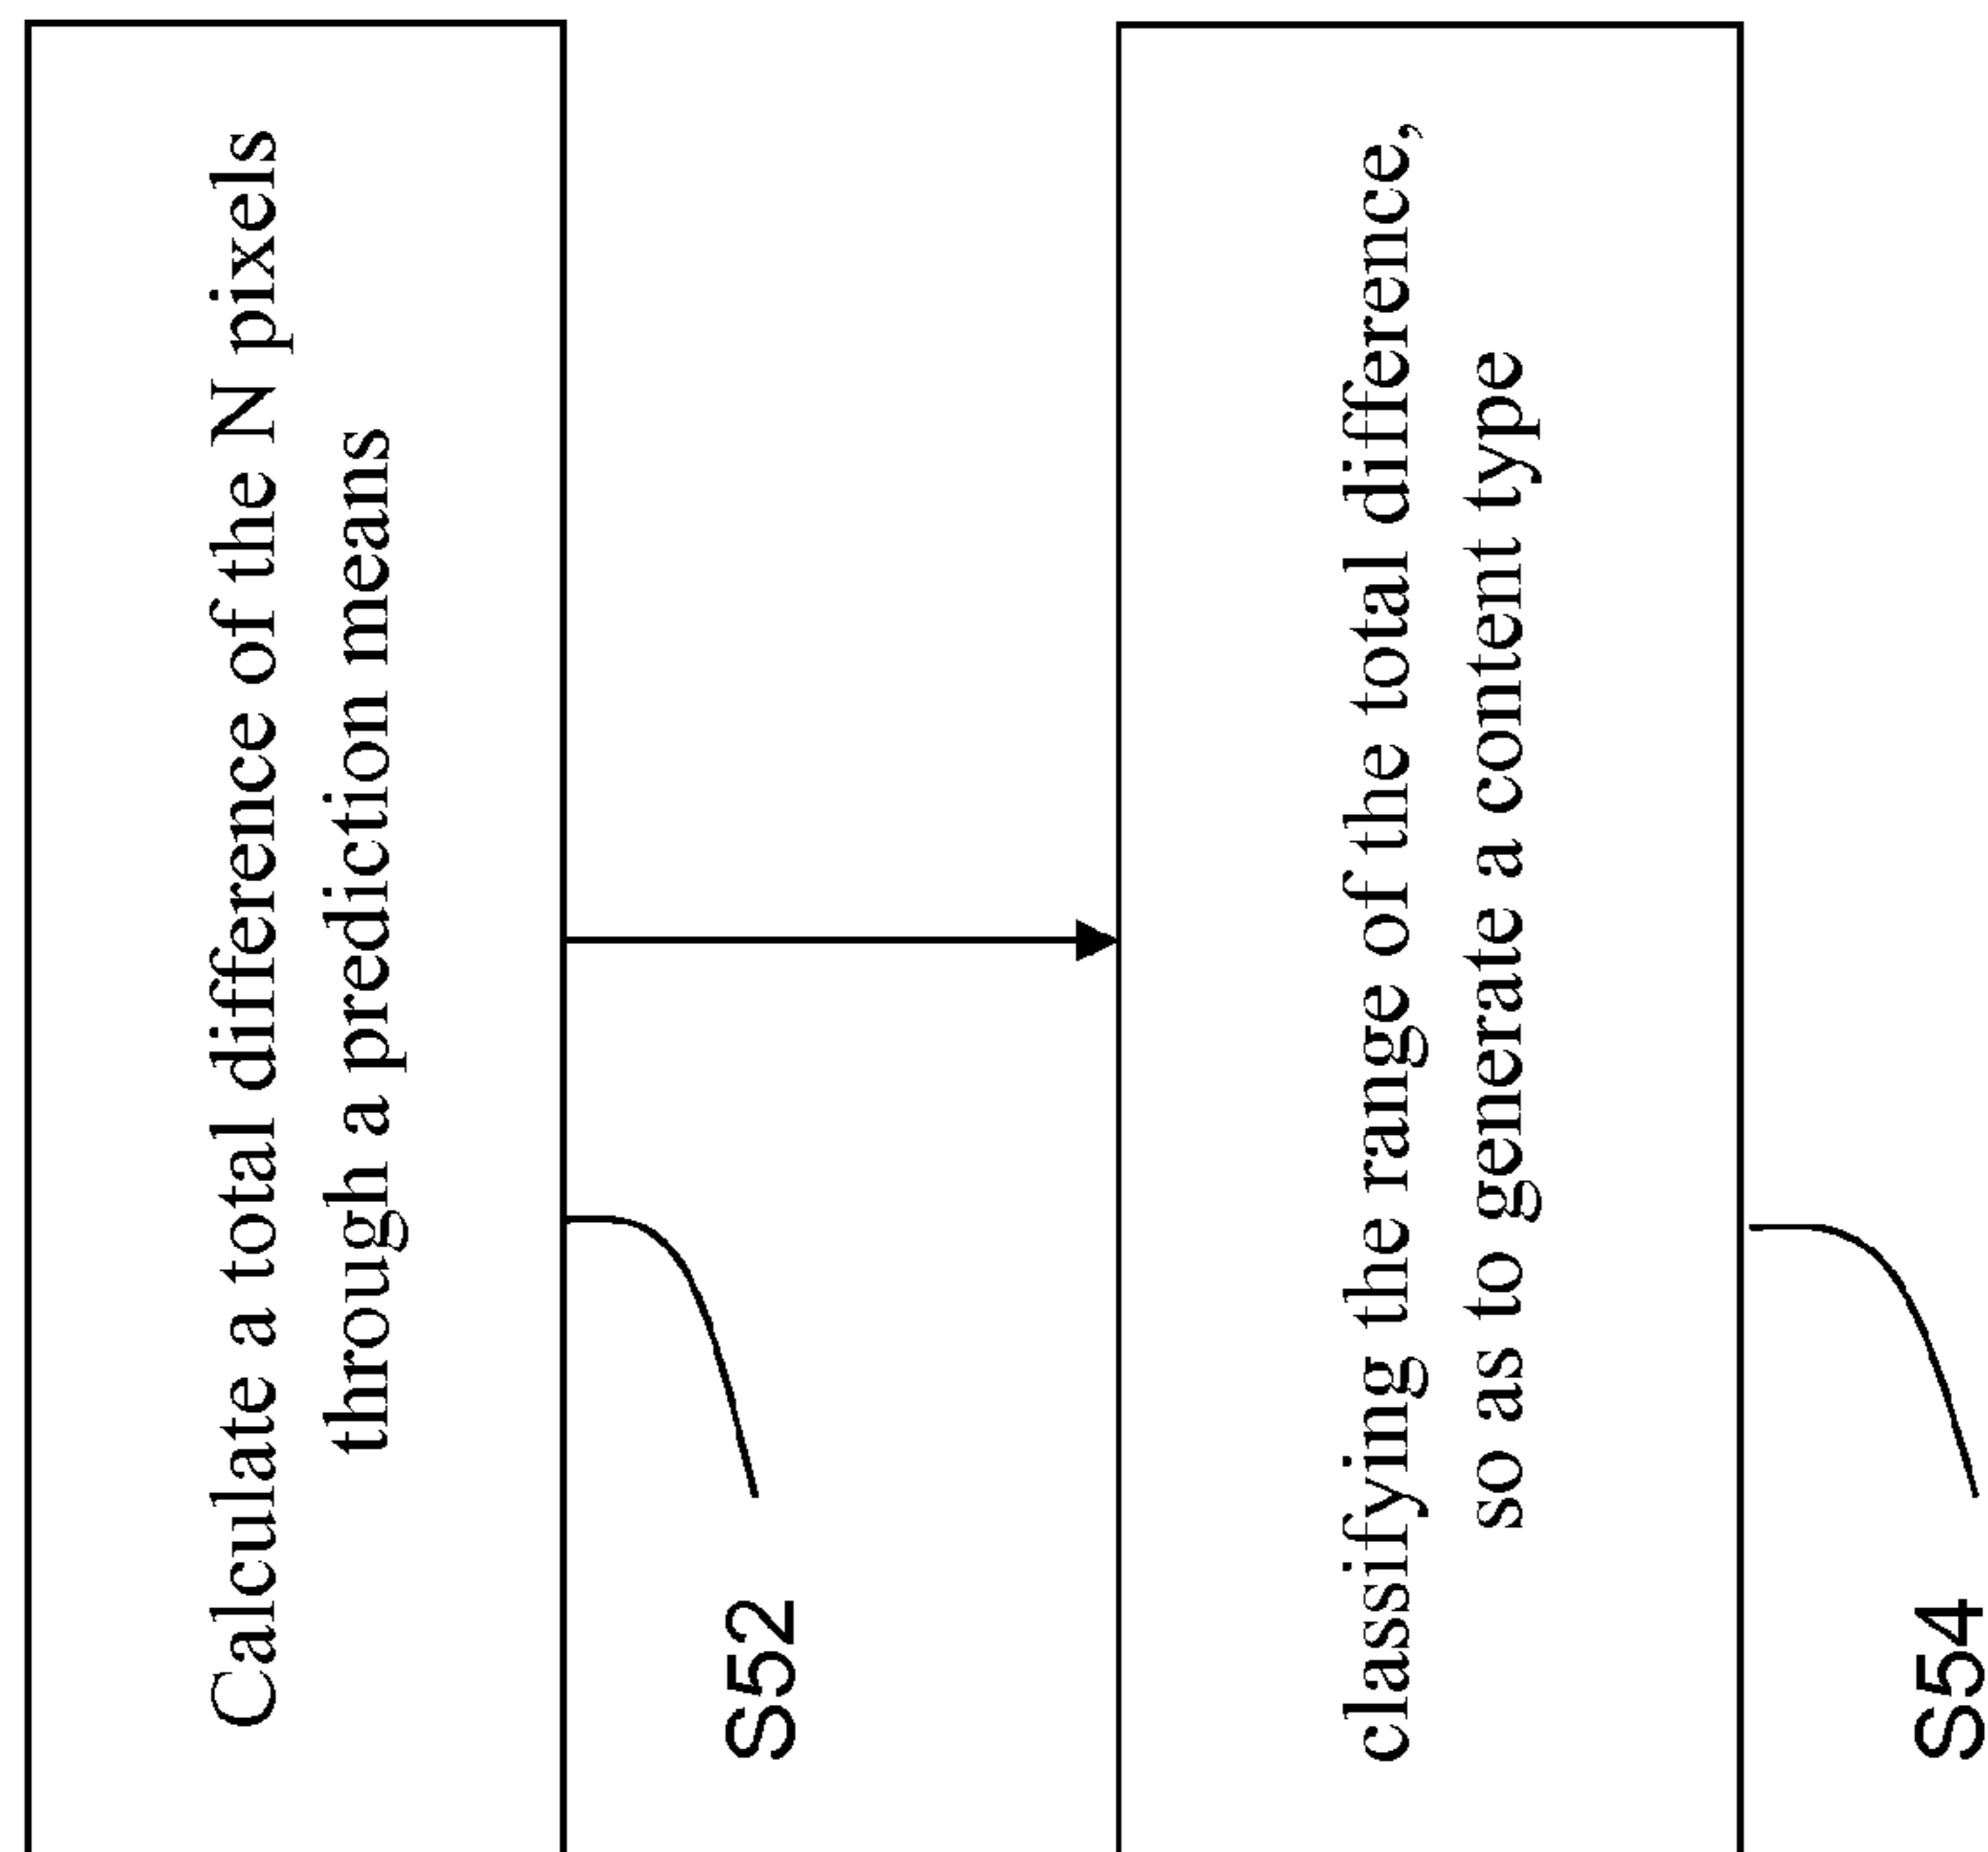 Calculate a total difference of the N pixels
through a prediction means
S52
classifying the range of the total difference,
so as to generate a content type
S54